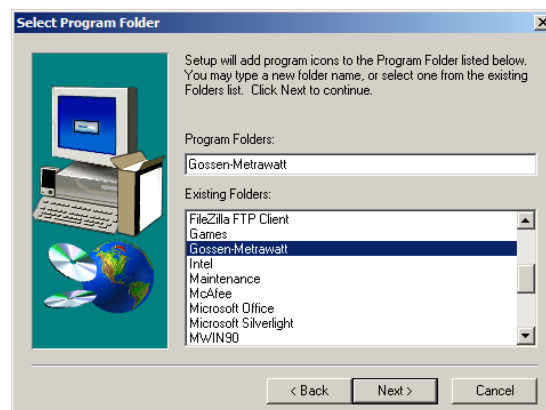 Select Program Folder
Setup will add program icons to the Program Folder listed below.
You may type a new folder name, or select one from the existing
Folders list. Click Next to continue.
Program Folders:
Gossen-Metrawatt
Existing Folders:
FileZilla FTP Client
Games
Gossen-Metrawatt
Intel
Maintenance
McAfee
Microsoft Office
Microsoft Silverlight
MWIN90
< Back
Next >
Cancel